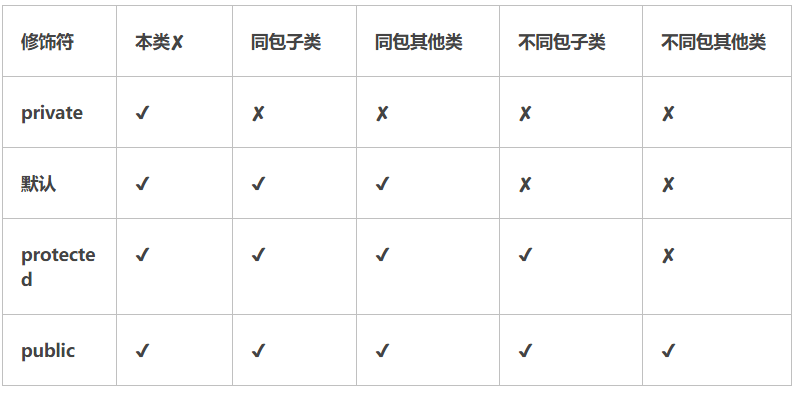 修饰符 本类✘ 同包子类 同包其他类 不同包子类 不同包其他类
private ✔ ✘ ✘ ✘ ✘
默认 ✔ ✔ ✔ ✘ ✘
protecte ✔ ✔ ✔ ✔ ✘
d
public ✔ ✔ ✔ ✔ ✔